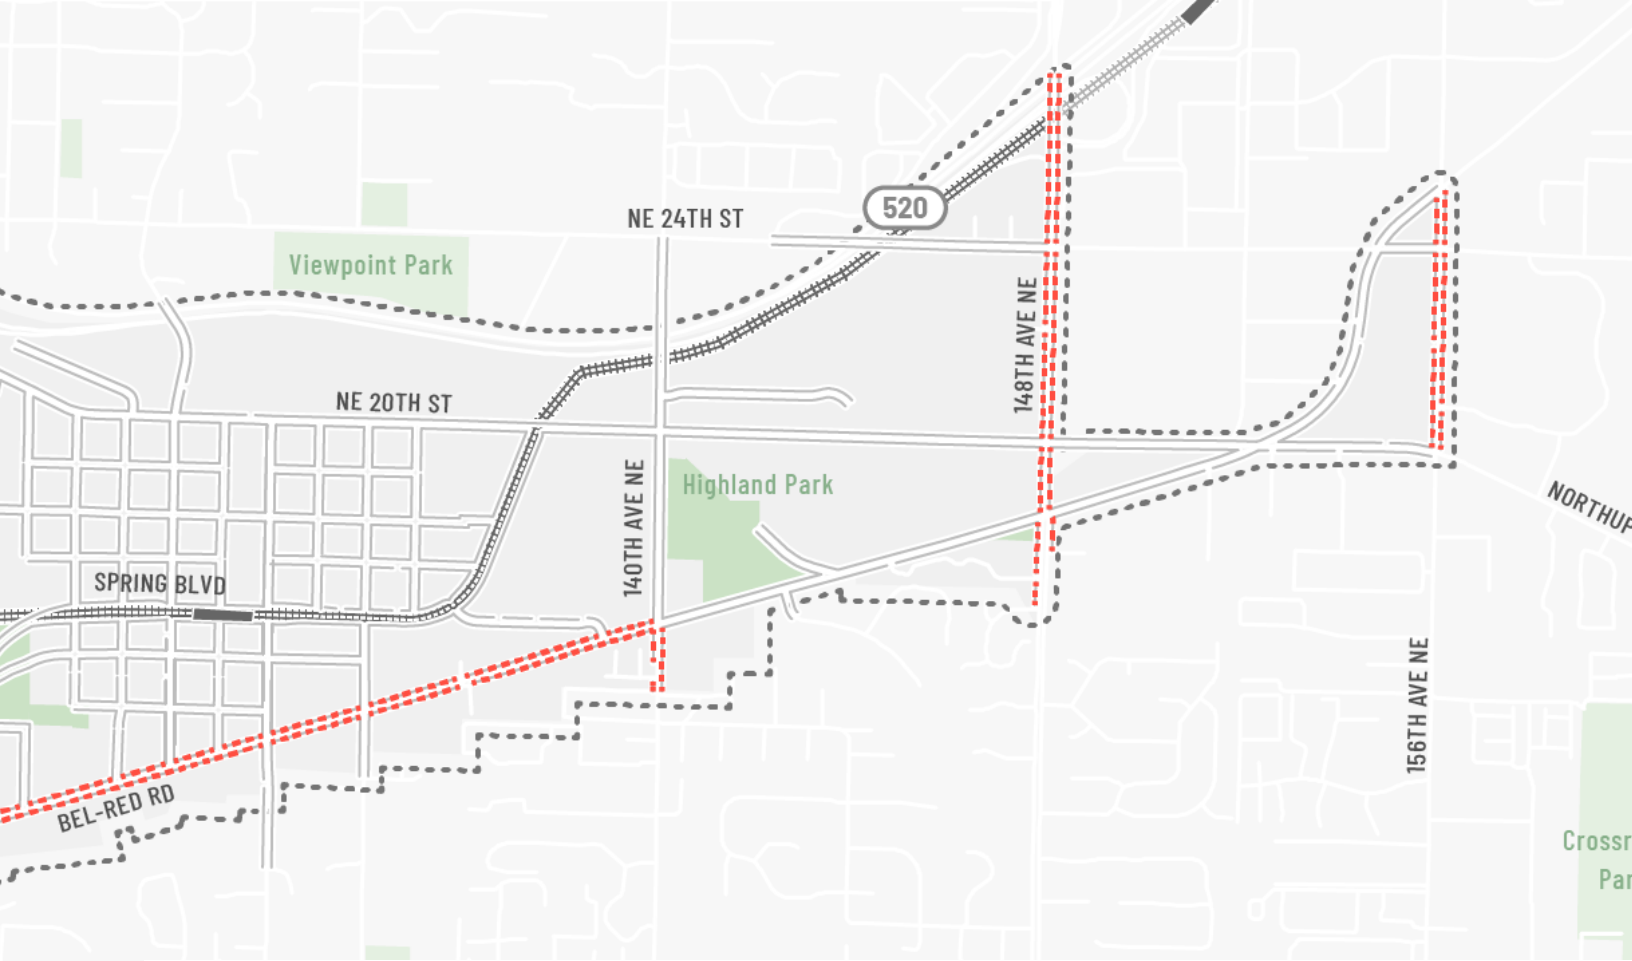 520
NE 24TH ST
Viewpoint Park
148TH AVE NE
NE 20TH ST
Highland Park
140TH AVE NE
NORTHUP
SPRING BLVD
156TH AVE NE
BEL-RED RD
Crossr
Par